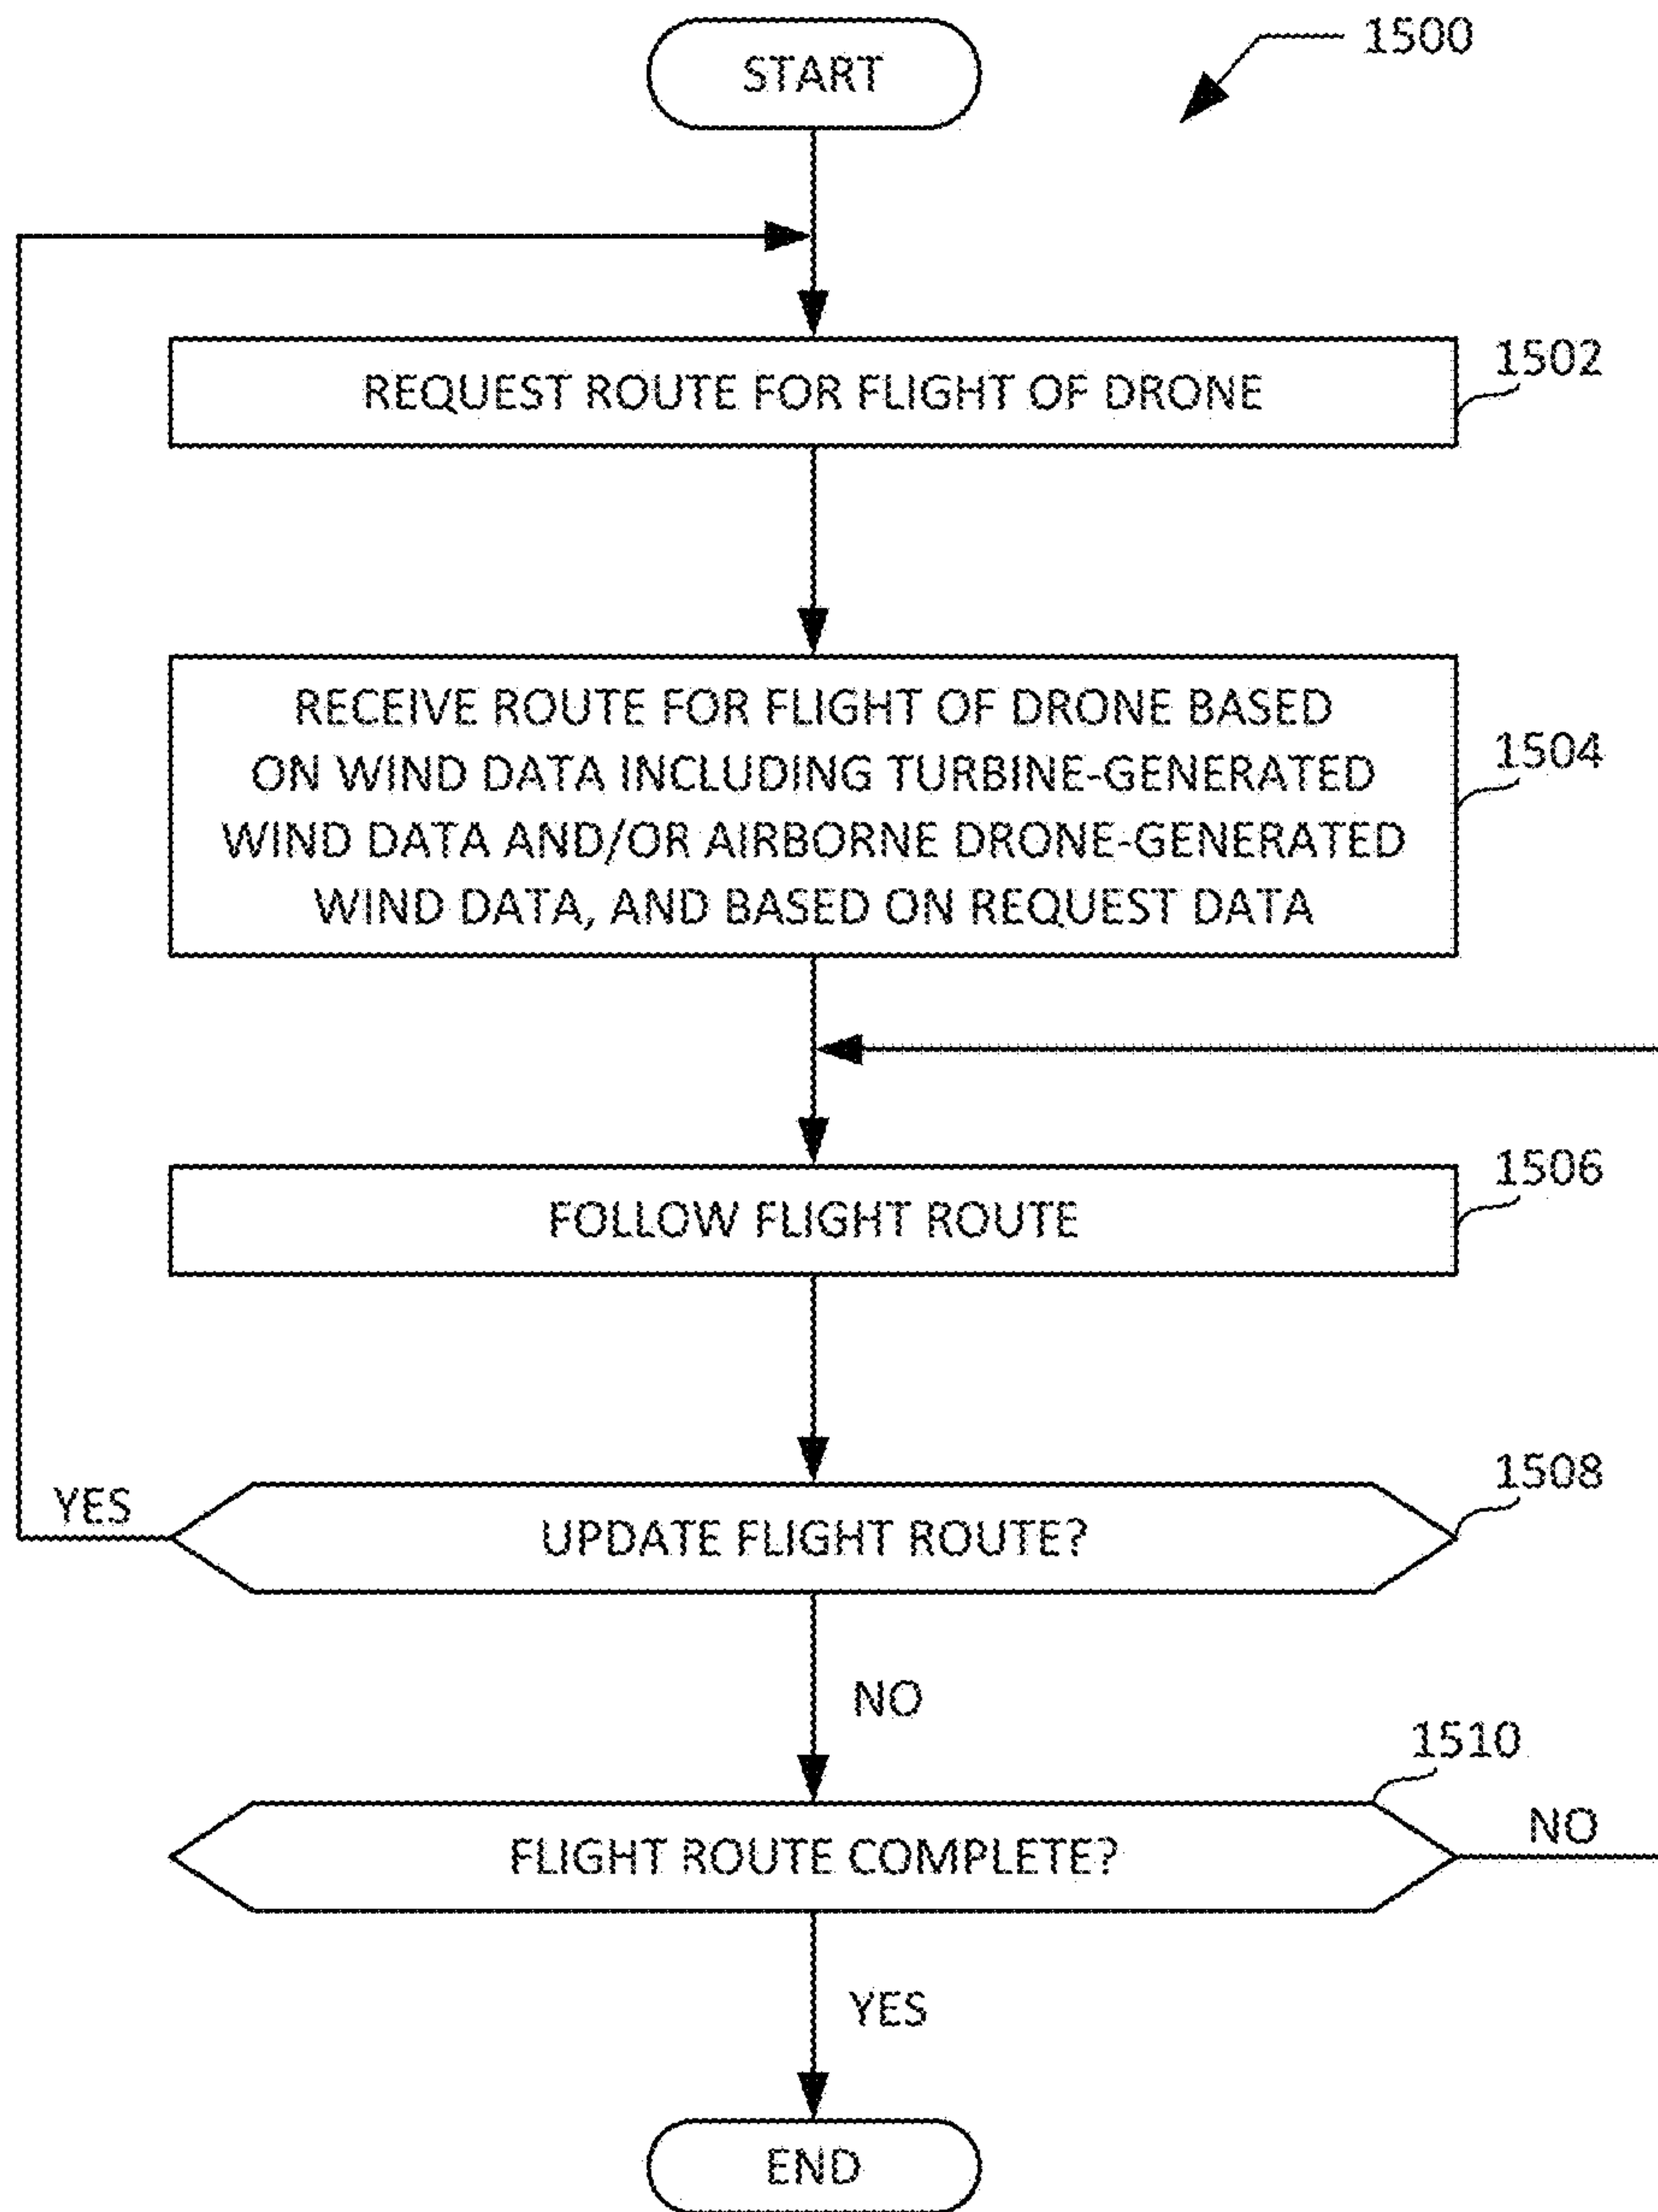 START
1500
REQUEST ROUTE FOR FLIGHT OF DRONE
1502
RECEIVE ROUTE FOR FLIGHT OF DRONE BASED
ON WIND DATA INCLUDING TURBINE-GENERATED
WIND DATA AND/OR AIRBORNE DRONE-GENERATED
WIND DATA, AND BASED ON REQUEST DATA
1504
FOLLOW FLIGHT ROUTE
1506
YES
UPDATE FLIGHT ROUTE?
1508
NO
1510
FLIGHT ROUTE COMPLETE?
NO
YES
END